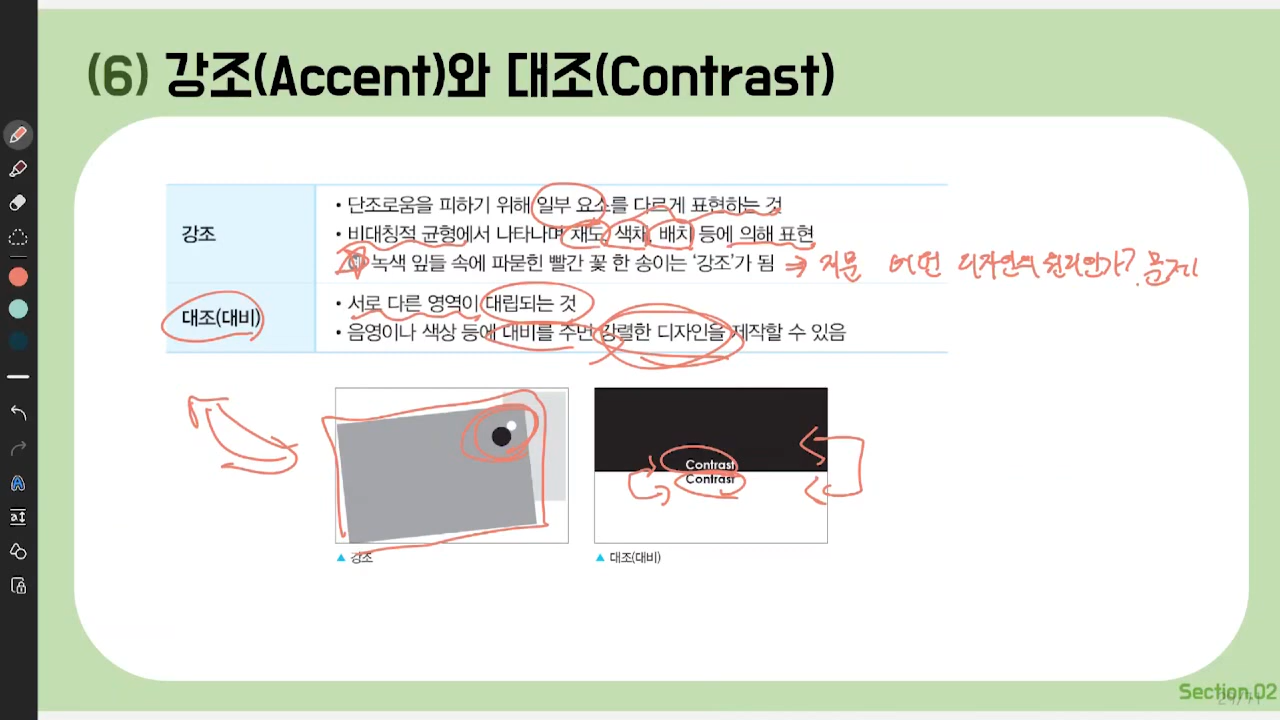 (6) 강조(Accent)와 대조(Contrast)
강조
• 단조로움을 피하기 위해 일부 요소를 다르게 표현하는 것
• 비대칭적 균형에서 나타나며 채도, 색채, 배치 등에 의해 표현
녹색 잎들 속에 파묻힌 빨간 꽃 한 송이는 ‘강조’가 됨 ⇒ 지문 어떤 디자인의 원리인가? 문제
대조(대비)
• 서로 다른 영역이 대립되는 것
• 음영이나 색상 등에 대비를 주면 강렬한 디자인을 제작할 수 있음
Contrast
Contrast
▲ 강조
▲ 대조(대비)
Section 02